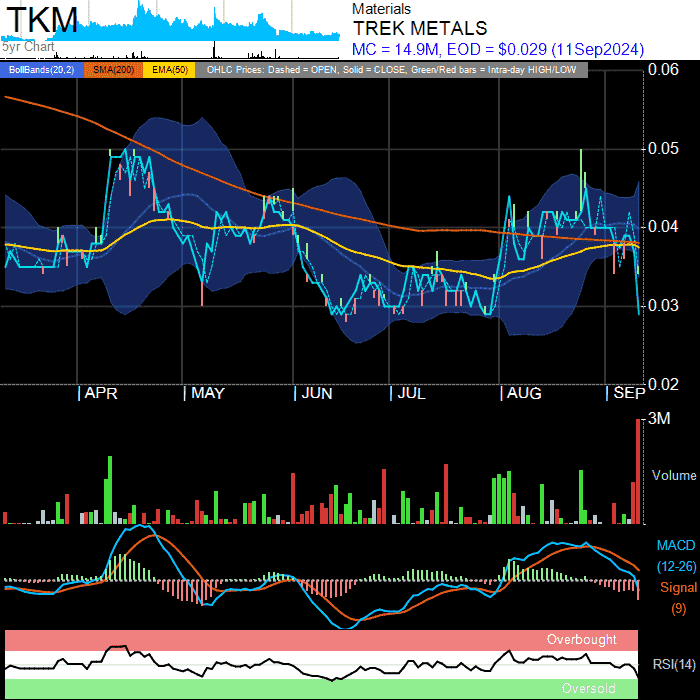 TKM
5yr Chart
Materials
TREK METALS
MC = 14.9M, EOD = $0.029 (11Sep2024)
BollBands(20,2) SMA(200) EMA(50) OHLC Prices: Dashed = OPEN, Solid = CLOSE, Green/Red bars = Intra-day HIGH/LOW
0.06
0.05
0.04
0.03
0.02
APR MAY JUN JUL AUG SEP
3M
Volume
MACD
(12-26)
Signal
(9)
Overbought
RSI(14)
Oversold